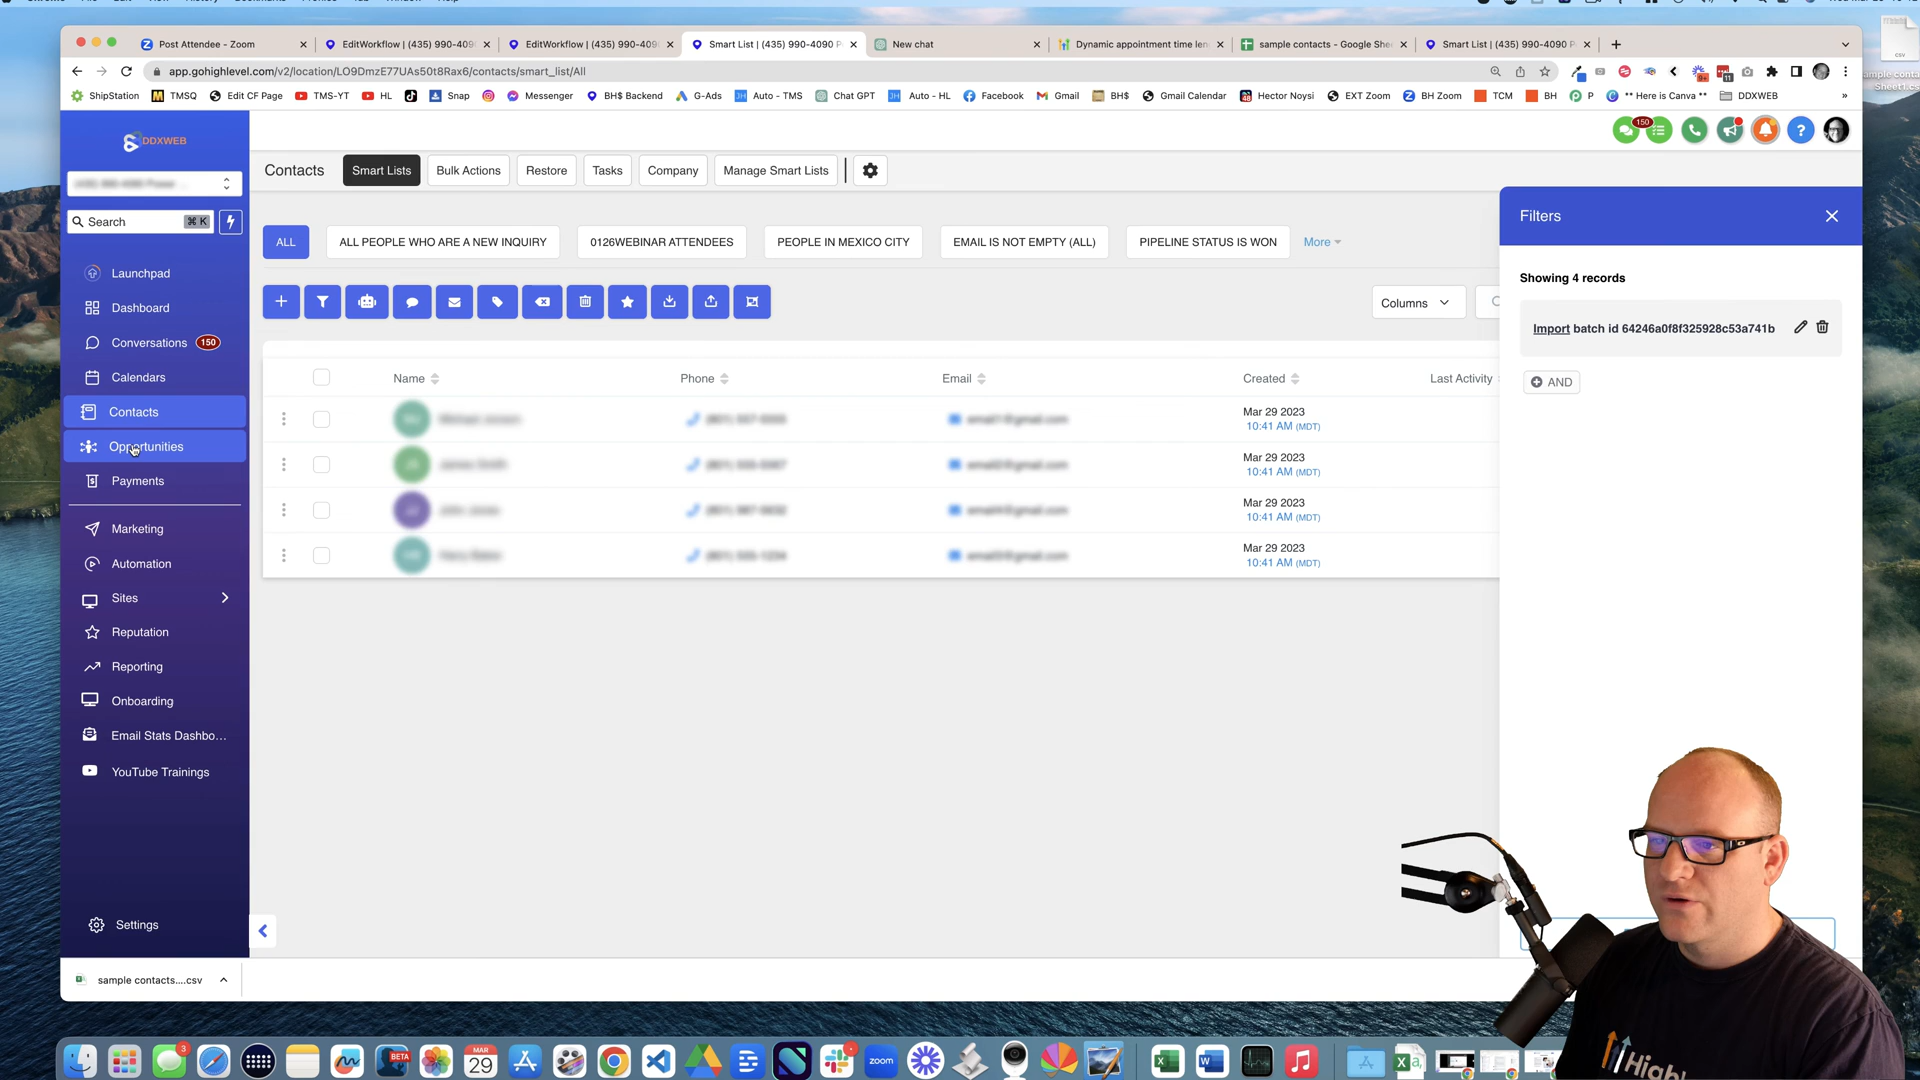 Post Attendee - Zoom
EditWorkflow | (435) 990-409
EditWorkflow | (435) 990-409
Smart List | (435) 990-4090 P
New chat
Dynamic appointment time len
sample contacts - Google She
Smart List | (435) 990-4090 P
app.gohighlevel.com/v2/location/LO9DmzE77UAs50t8Rax6/contacts/smart_list/All
ShipStation
TMSQ
Edit CF Page
TMS-YT
HL
Snap
Messenger
BH$ Backend
G-Ads
Auto - TMS
Chat GPT
Auto - HL
Facebook
Gmail
BH$
Gmail Calendar
Hector Noysi
EXT Zoom
BH Zoom
TCM
BH
P
** Here is Canva **
DDXWEB
»
DDXWEB
150
Contacts
Smart Lists
Bulk Actions
Restore
Tasks
Company
Manage Smart Lists
Search
⌘ K
Filters
ALL
ALL PEOPLE WHO ARE A NEW INQUIRY
0126WEBINAR ATTENDEES
PEOPLE IN MEXICO CITY
EMAIL IS NOT EMPTY (ALL)
PIPELINE STATUS IS WON
More
Showing 4 records
Import batch id 64246a0f8f325928c53a741b
AND
Columns
Launchpad
Dashboard
Conversations 150
Calendars
Contacts
Opportunities
Payments
Marketing
Automation
Sites
Reputation
Reporting
Onboarding
Email Stats Dashbo...
YouTube Trainings
Settings
Name
Phone
Email
Created
Last Activity
Mar 29 2023
10:41 AM (MDT)
Mar 29 2023
10:41 AM (MDT)
Mar 29 2023
10:41 AM (MDT)
Mar 29 2023
10:41 AM (MDT)
sample contacts....csv
3
BETA
MAR
29
zoom
High